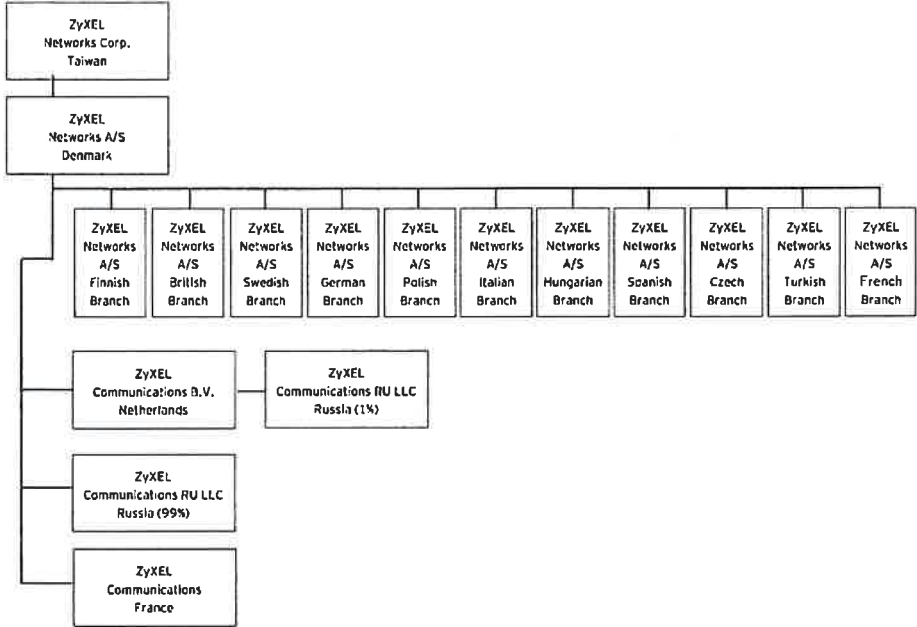 ZyXEL
Networks Corp.
Taiwan
ZyXEL
Networks A/S
Denmark
ZyXEL
Networks
A/S
Finnish
Branch
ZyXEL
Networks
A/S
British
Branch
ZyXEL
Networks
A/S
Swedish
Branch
ZyXEL
Networks
A/S
German
Branch
ZyXEL
Networks
A/S
Polish
Branch
ZyXEL
Networks
A/S
Italian
Branch
ZyXEL
Networks
A/S
Hungarian
Branch
ZyXEL
Networks
A/S
Spanish
Branch
ZyXEL
Networks
A/S
Czech
Branch
ZyXEL
Networks
A/S
Turkish
Branch
ZyXEL
Networks
A/S
French
Branch
ZyXEL
Communications B.V.
Netherlands
ZyXEL
Communications RU LLC
Russia (1%)
ZyXEL
Communications RU LLC
Russia (99%)
ZyXEL
Communications
France